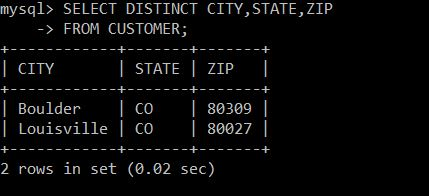 mysql> SELECT DISTINCT CITY,STATE,ZIP
    -> FROM CUSTOMER;
+------------+-------+-------+
| CITY       | STATE | ZIP   |
+------------+-------+-------+
| Boulder    | CO    | 80309 |
| Louisville | CO    | 80027 |
+------------+-------+-------+
2 rows in set (0.02 sec)